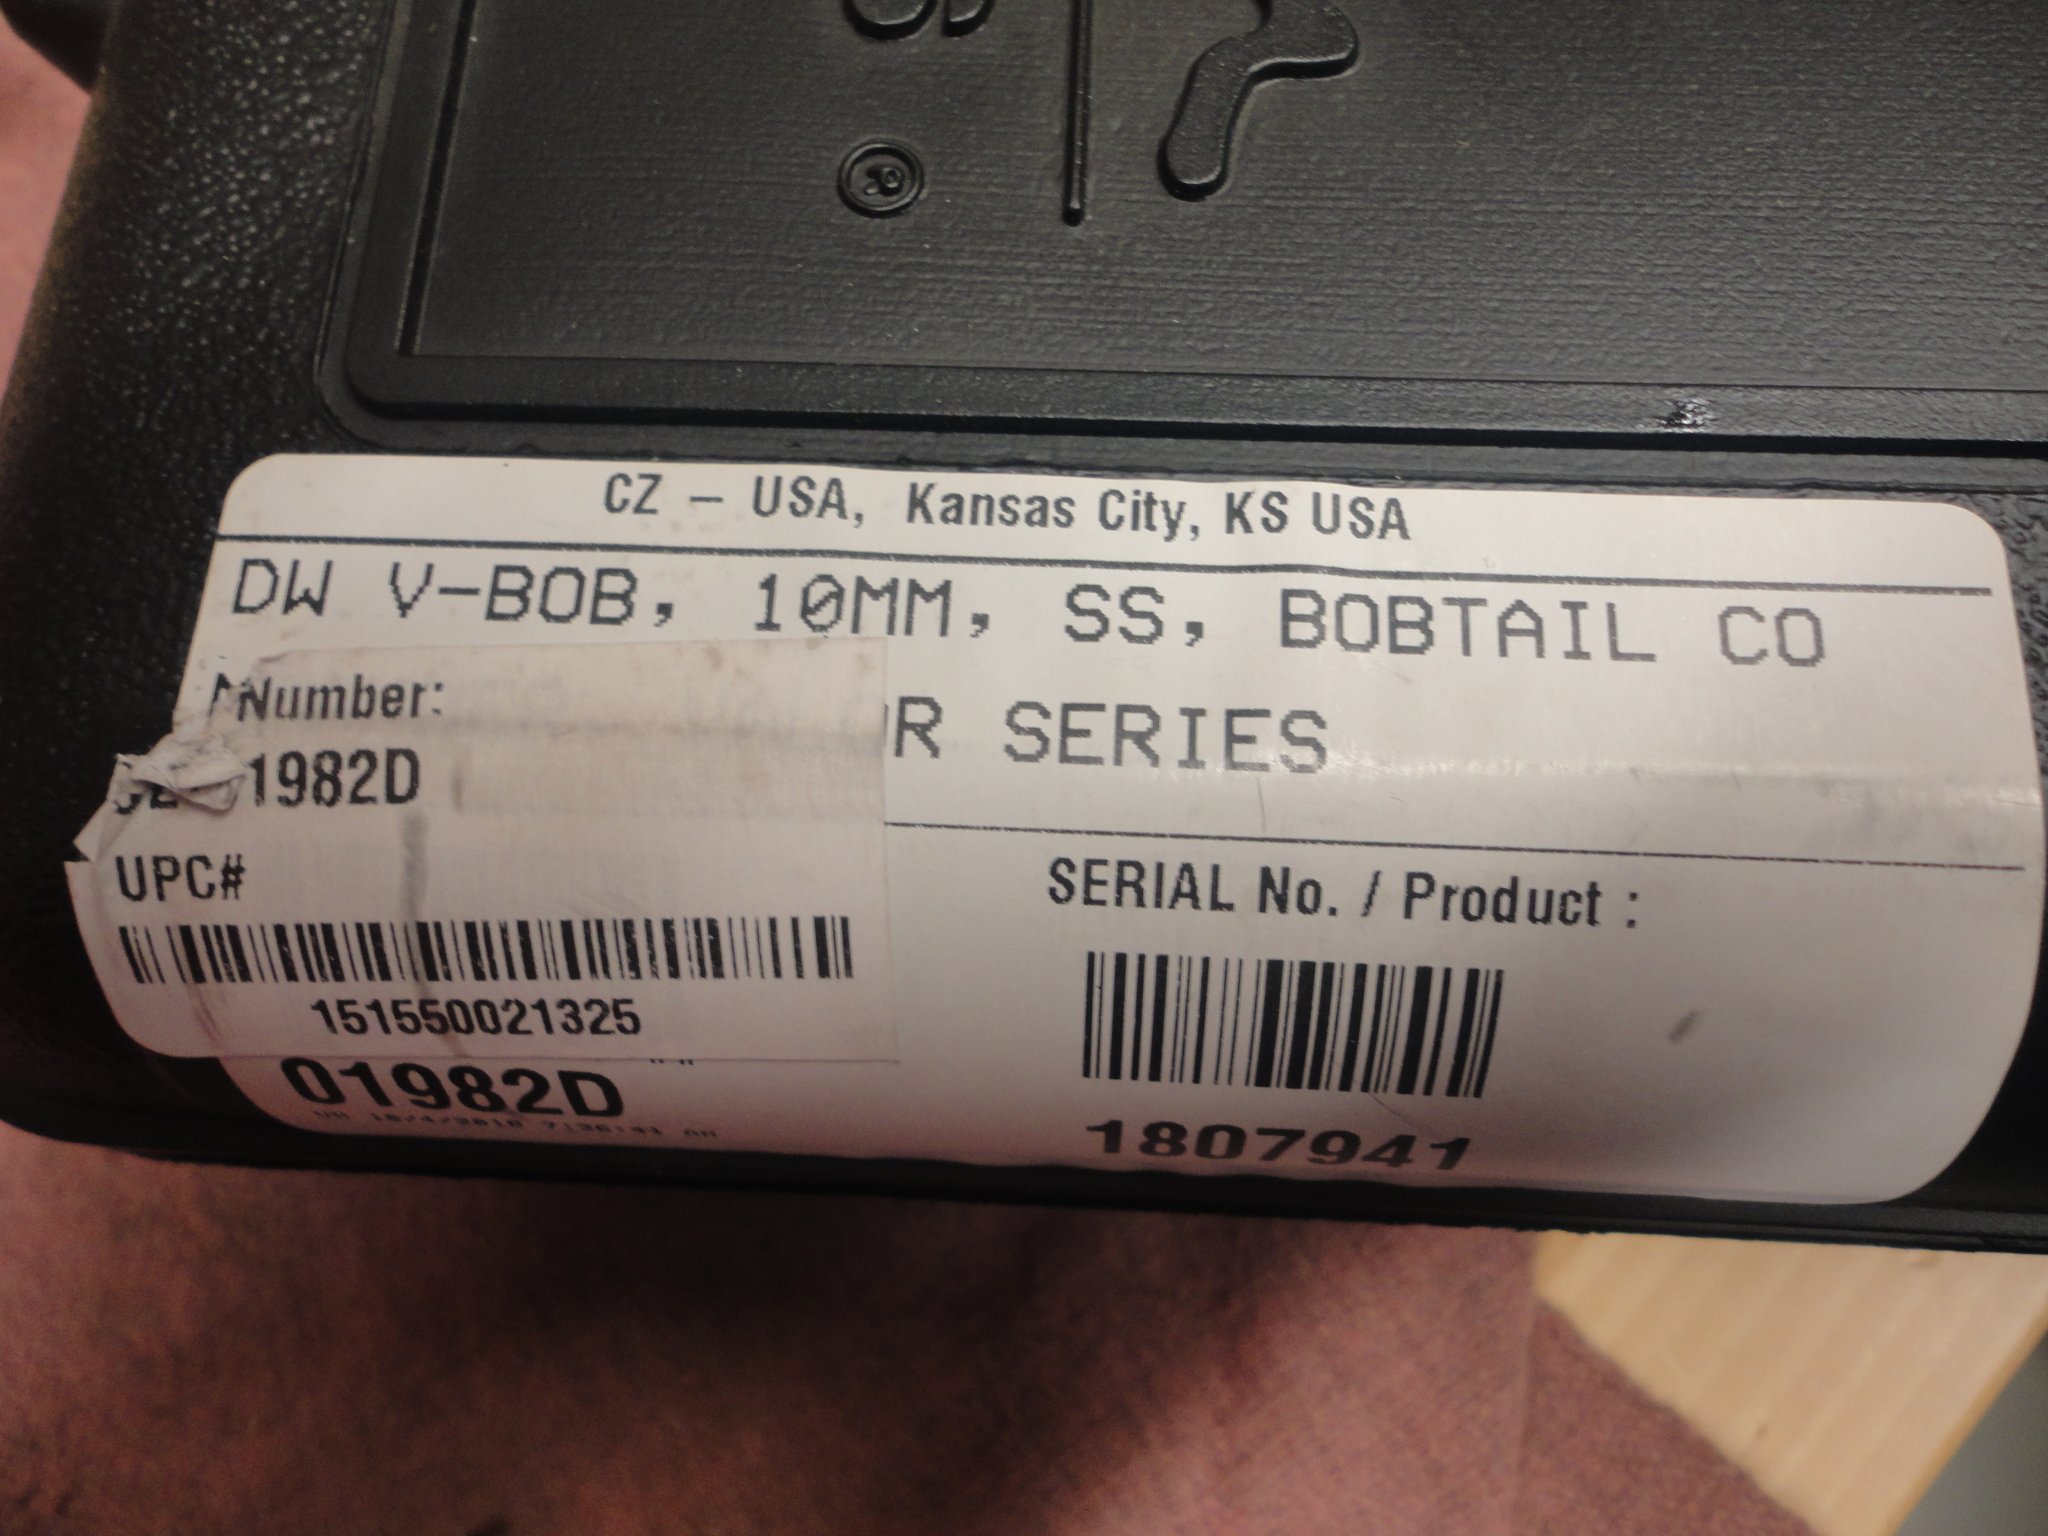 CZ – USA, Kansas City, KS USA
DW V-BOB, 10MM, SS, BOBTAIL CO
R SERIES
Number:
1982D
UPC#
151550021325
01982D
SERIAL No. / Product :
1807941